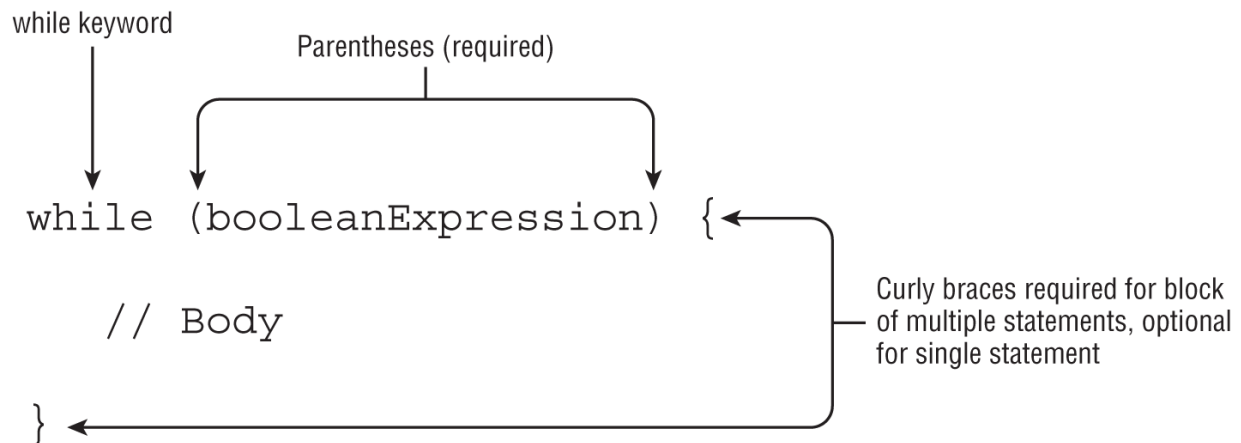 while keyword
Parentheses (required)
while (booleanExpression) {
Curly braces required for block
of multiple statements, optional
for single statement
// Body
}